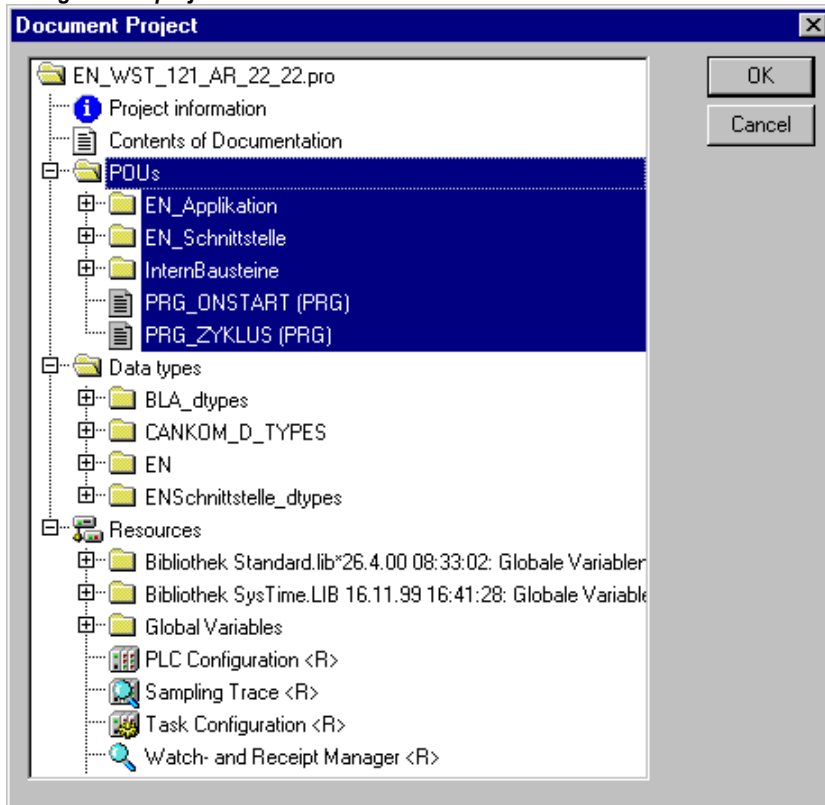 Document Project
EN_WST_121_AR_22_22.pro
OK
Project information
Cancel
Contents of Documentation
POUs
EN_Applikation
EN_Schnittstelle
InternBausteine
PRG_ONSTART (PRG)
PRG_ZYKLUS (PRG)
Data types
BLA_dtypes
CANKOM_D_TYPES
EN
ENSchnittstelle_dtypes
Resources
Bibliothek Standard.lib*26.4.00 08:33:02: Globale Variablen
Bibliothek SysTime.LIB 16.11.99 16:41:28: Globale Variable
Global Variables
PLC Configuration <R>
Sampling Trace <R>
Task Configuration <R>
Watch- and Receipt Manager <R>